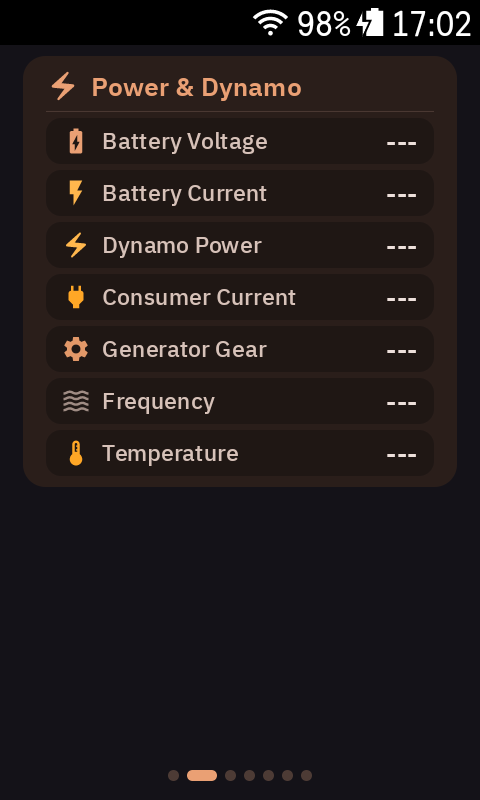 98% 17:02
Power & Dynamo
Battery Voltage ---
Battery Current ---
Dynamo Power ---
Consumer Current ---
Generator Gear ---
Frequency ---
Temperature ---